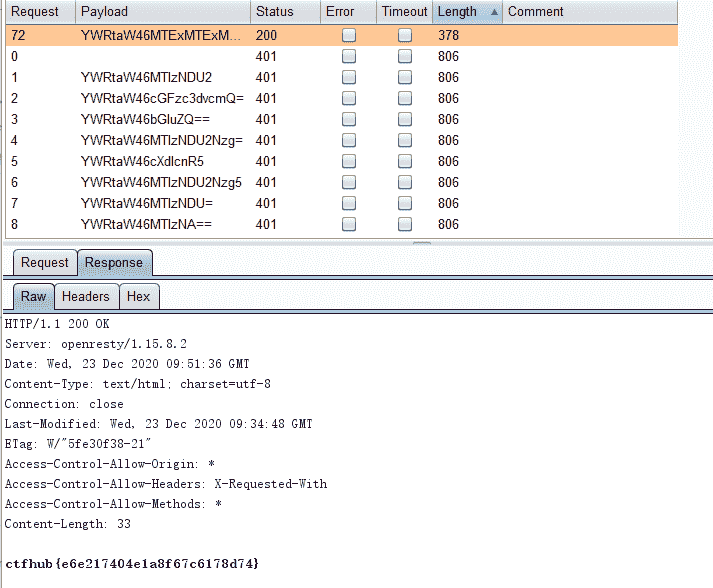 Request Payload Status Error Timeout Length Comment
72 YWRtaW46MTExMTExM... 200 378
0 401 806
1 YWRtaW46MTIzNDU2 401 806
2 YWRtaW46cGFzc3dvcmQ= 401 806
3 YWRtaW46bGluZQ== 401 806
4 YWRtaW46MTIzNDU2Nzg= 401 806
5 YWRtaW46cXdlcnR5 401 806
6 YWRtaW46MTIzNDU2Nzg5 401 806
7 YWRtaW46MTIzNDU= 401 806
8 YWRtaW46MTIzNA== 401 806
Request Response
Raw Headers Hex
HTTP/1.1 200 OK
Server: openresty/1.15.8.2
Date: Wed, 23 Dec 2020 09:51:36 GMT
Content-Type: text/html; charset=utf-8
Connection: close
Last-Modified: Wed, 23 Dec 2020 09:34:48 GMT
ETag: W/"5fe30f38-21"
Access-Control-Allow-Origin: *
Access-Control-Allow-Headers: X-Requested-With
Access-Control-Allow-Methods: *
Content-Length: 33
ctfhub{e6e217404e1a8f67c6178d74}